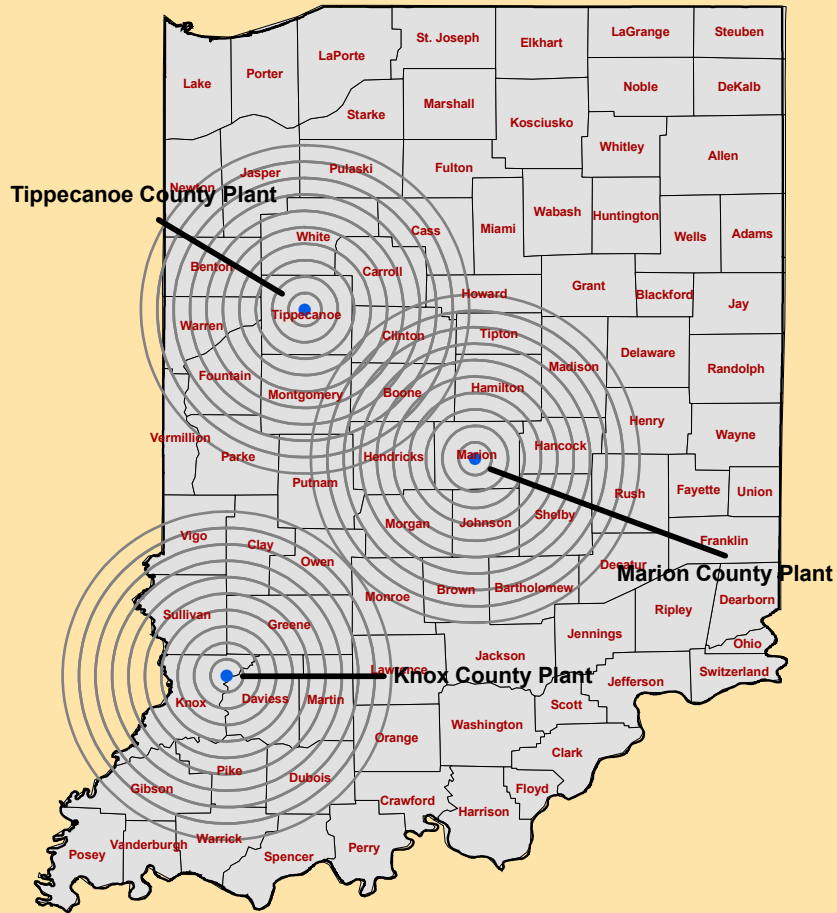 St. Joseph
LaGrange
Steuben
Elkhart
LaPorte
Porter
Lake
Noble
DeKalb
Marshall
Starke
Kosciusko
Whitley
Allen
Fulton
Pulaski
Jasper
Newton
Tippecanoe County Plant
Wabash
Huntington
Miami
Cass
White
Wells
Adams
Benton
Carroll
Grant
Howard
Blackford
Jay
Tippecanoe
Warren
Clinton
Tipton
Delaware
Madison
Randolph
Fountain
Montgomery
Boone
Hamilton
Henry
Wayne
Vermillion
Parke
Hendricks
Marion
Hancock
Putnam
Rush
Fayette
Union
Shelby
Morgan
Johnson
Vigo
Clay
Franklin
Owen
Decatur
Marion County Plant
Monroe
Brown
Bartholomew
Dearborn
Ripley
Sullivan
Greene
Jennings
Ohio
Jackson
Lawrence
Switzerland
Knox County Plant
Jefferson
Knox
Daviess
Martin
Scott
Washington
Orange
Clark
Pike
Dubois
Gibson
Floyd
Crawford
Harrison
Warrick
Vanderburgh
Perry
Posey
Spencer